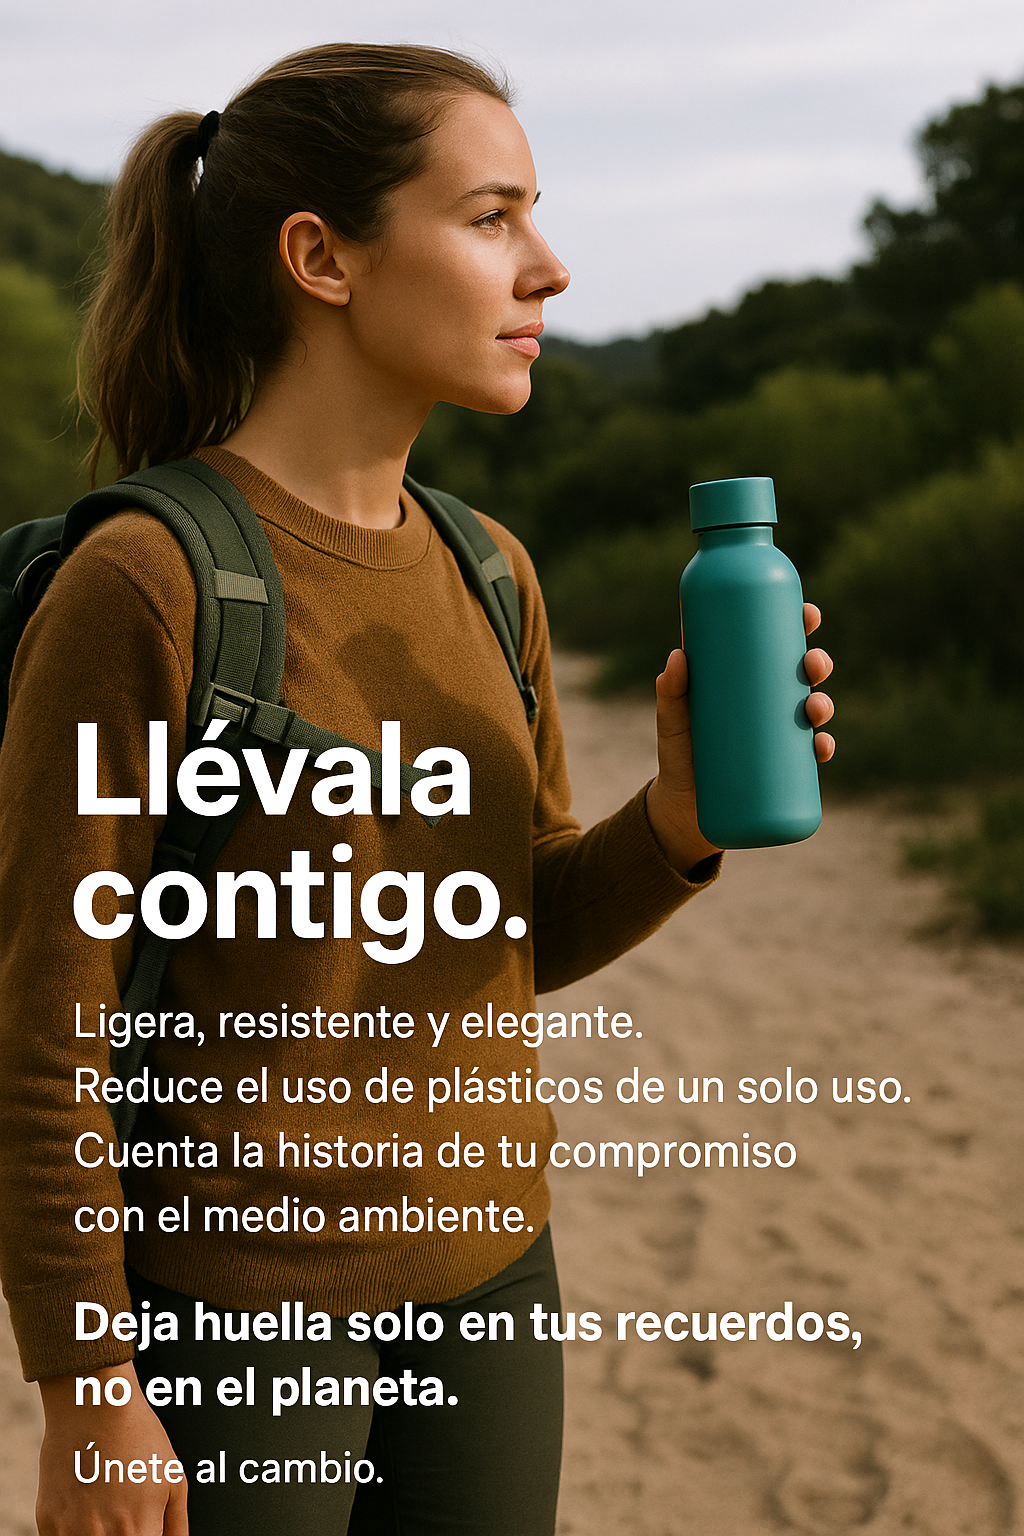 Llévala
contigo.
Ligera, resistente y elegante.
Reduce el uso de plásticos de un solo uso.
Cuenta la historia de tu compromiso
con el medio ambiente.
Deja huella solo en tus recuerdos,
no en el planeta.
Únete al cambio.